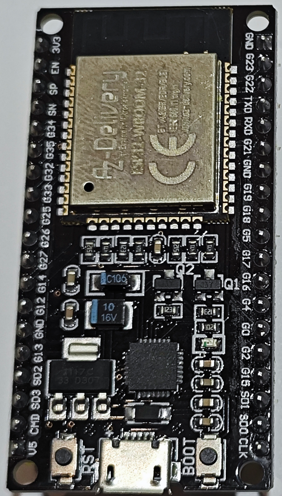 3V3
EN
SP
SN
G34
G35
G32
G33
G25
G26
G27
G14
G12
GND
G13
SD2
SD3
CMD
V5
Az-Delivery
ESP32-WROOM-32
CE
C106
10
16V
Q2
Q1
RST
BOOT
GND
G23
G22
TXD
RXD
G21
GND
G19
G18
G5
G17
G16
G4
G0
G2
G15
SD1
SD0
CLK